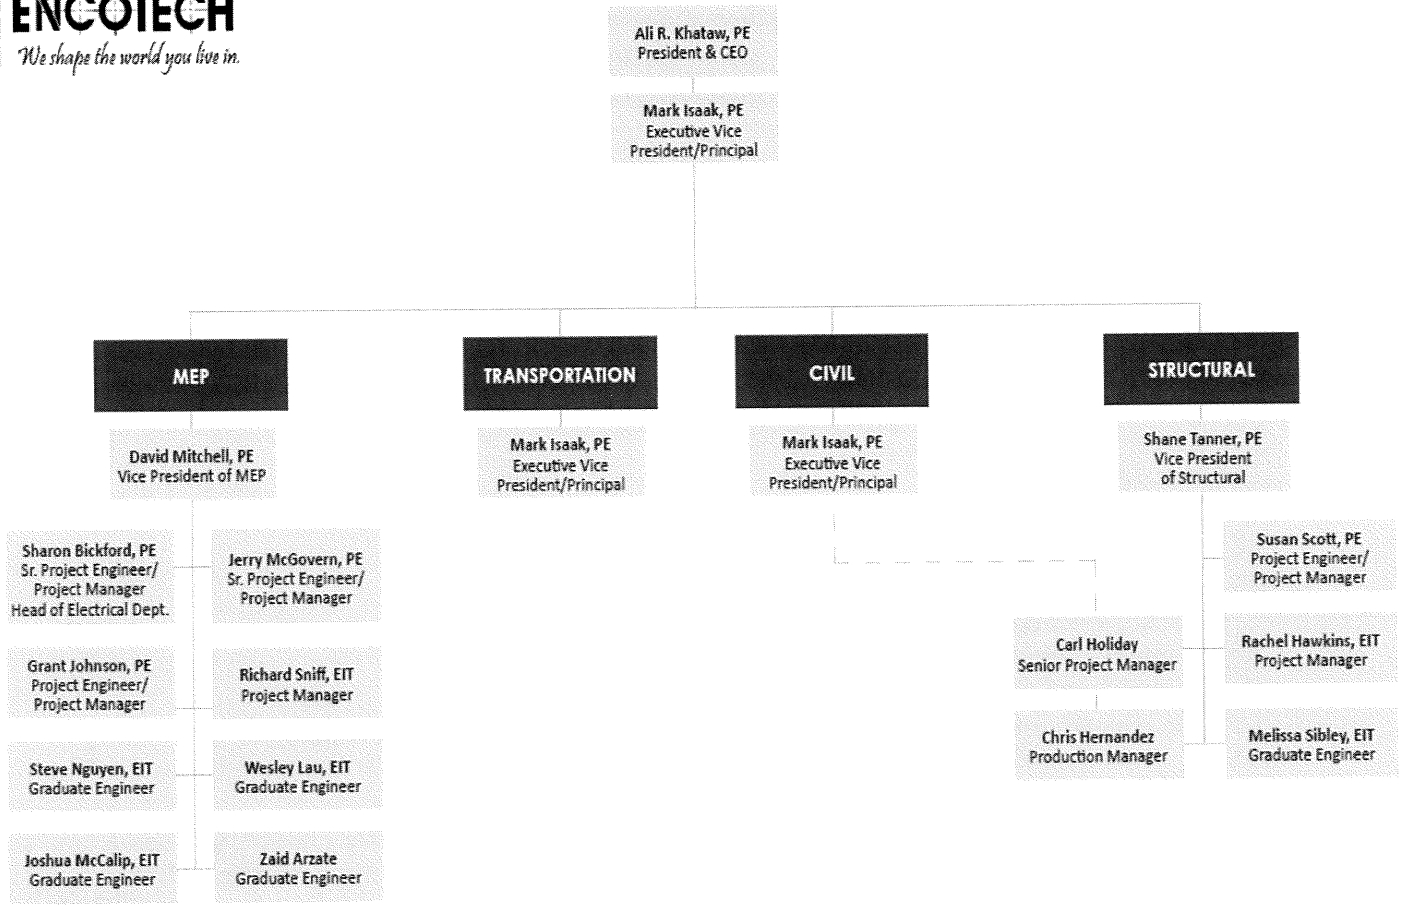 ENCOTECH
We shape the world you live in.
Ali R. Khataw, PE
President & CEO
Mark Isaak, PE
Executive Vice
President/Principal
MEP
TRANSPORTATION
CIVIL
STRUCTURAL
David Mitchell, PE
Vice President of MEP
Mark Isaak, PE
Executive Vice
President/Principal
Mark Isaak, PE
Executive Vice
President/Principal
Shane Tanner, PE
Vice President
of Structural
Sharon Bickford, PE
Sr. Project Engineer/
Project Manager
Head of Electrical Dept.
Jerry McGovern, PE
Sr. Project Engineer/
Project Manager
Grant Johnson, PE
Project Engineer/
Project Manager
Richard Sniff, EIT
Project Manager
Steve Nguyen, EIT
Graduate Engineer
Wesley Lau, EIT
Graduate Engineer
Joshua McCalip, EIT
Graduate Engineer
Zaid Arzate
Graduate Engineer
Susan Scott, PE
Project Engineer/
Project Manager
Carl Holiday
Senior Project Manager
Rachel Hawkins, EIT
Project Manager
Chris Hernandez
Production Manager
Melissa Sibley, EIT
Graduate Engineer